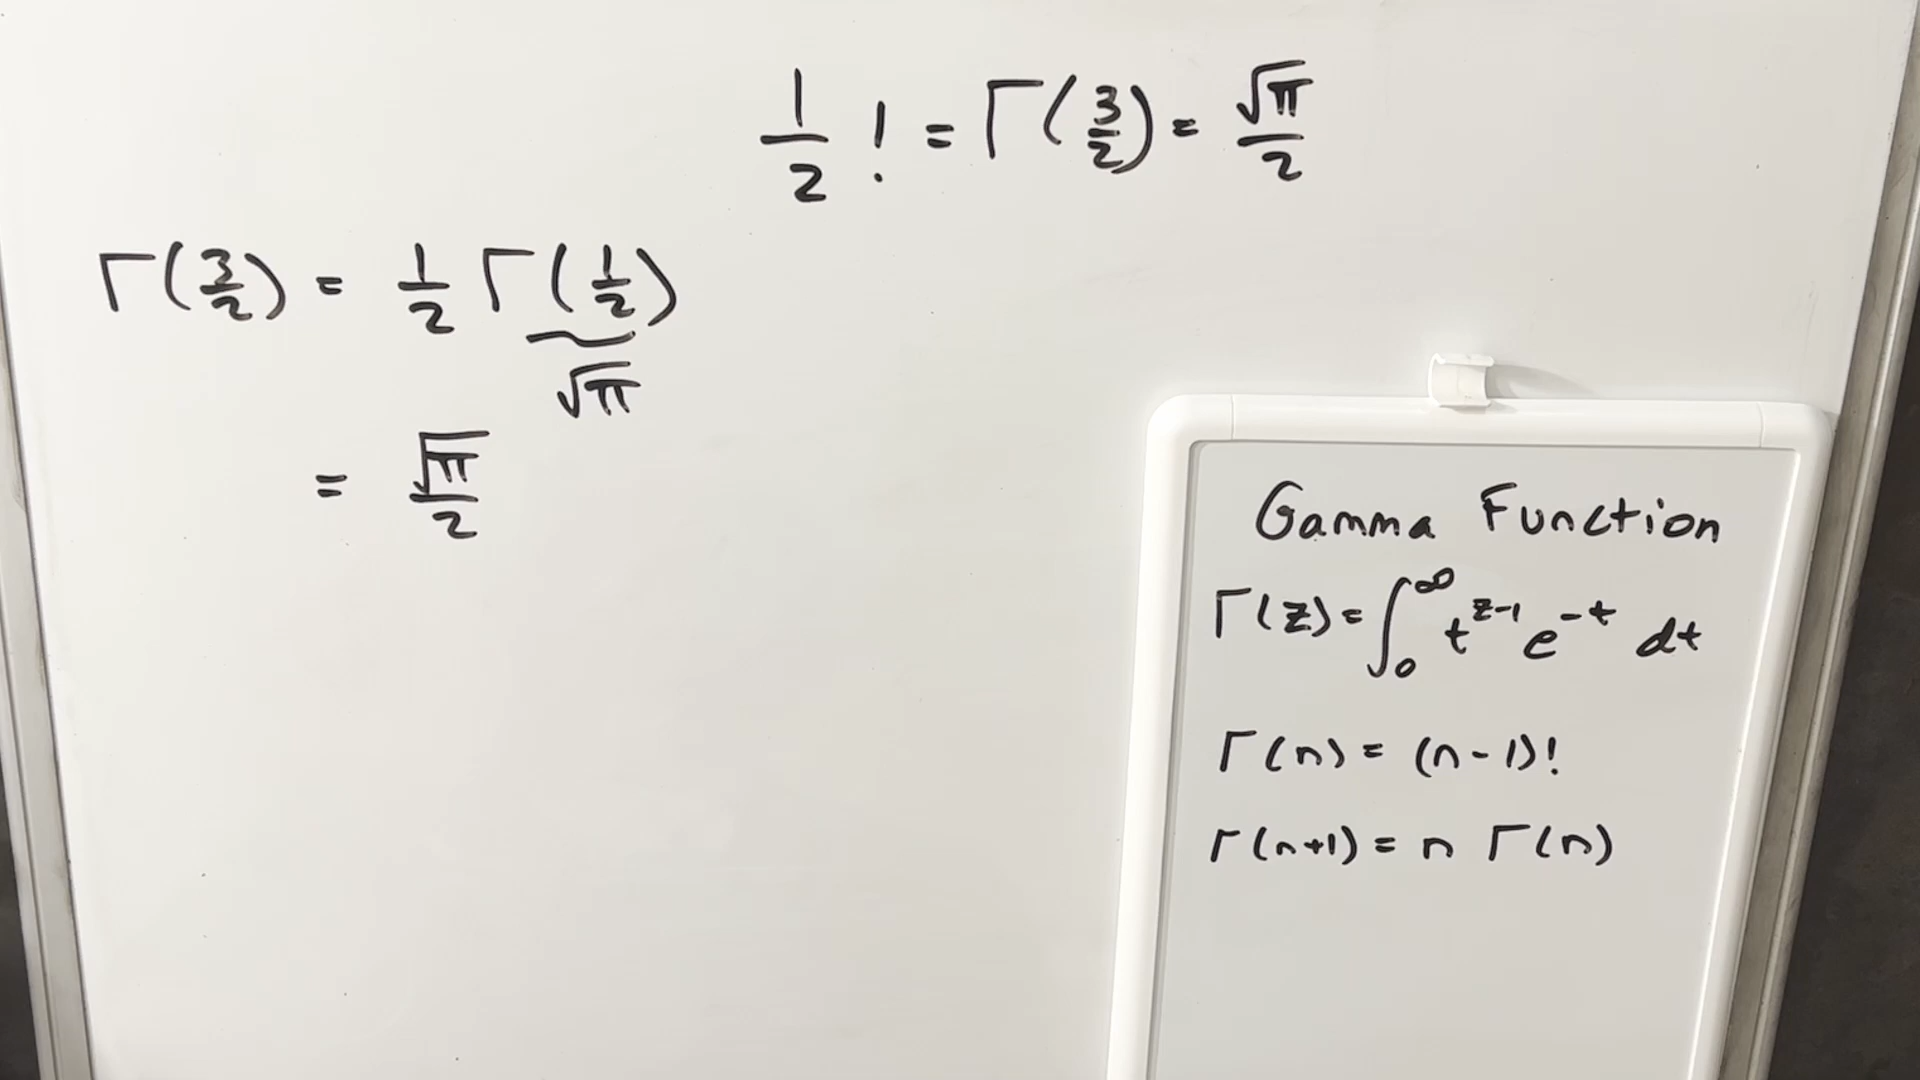 1/2 ! = Γ(3/2) = √π/2
Γ(3/2) = 1/2 Γ(1/2)
√π
= √π/2
Gamma Function
Γ(z) = ∫₀^∞ t^(z-1) e^(-t) dt
Γ(n) = (n-1)!
Γ(n+1) = n Γ(n)